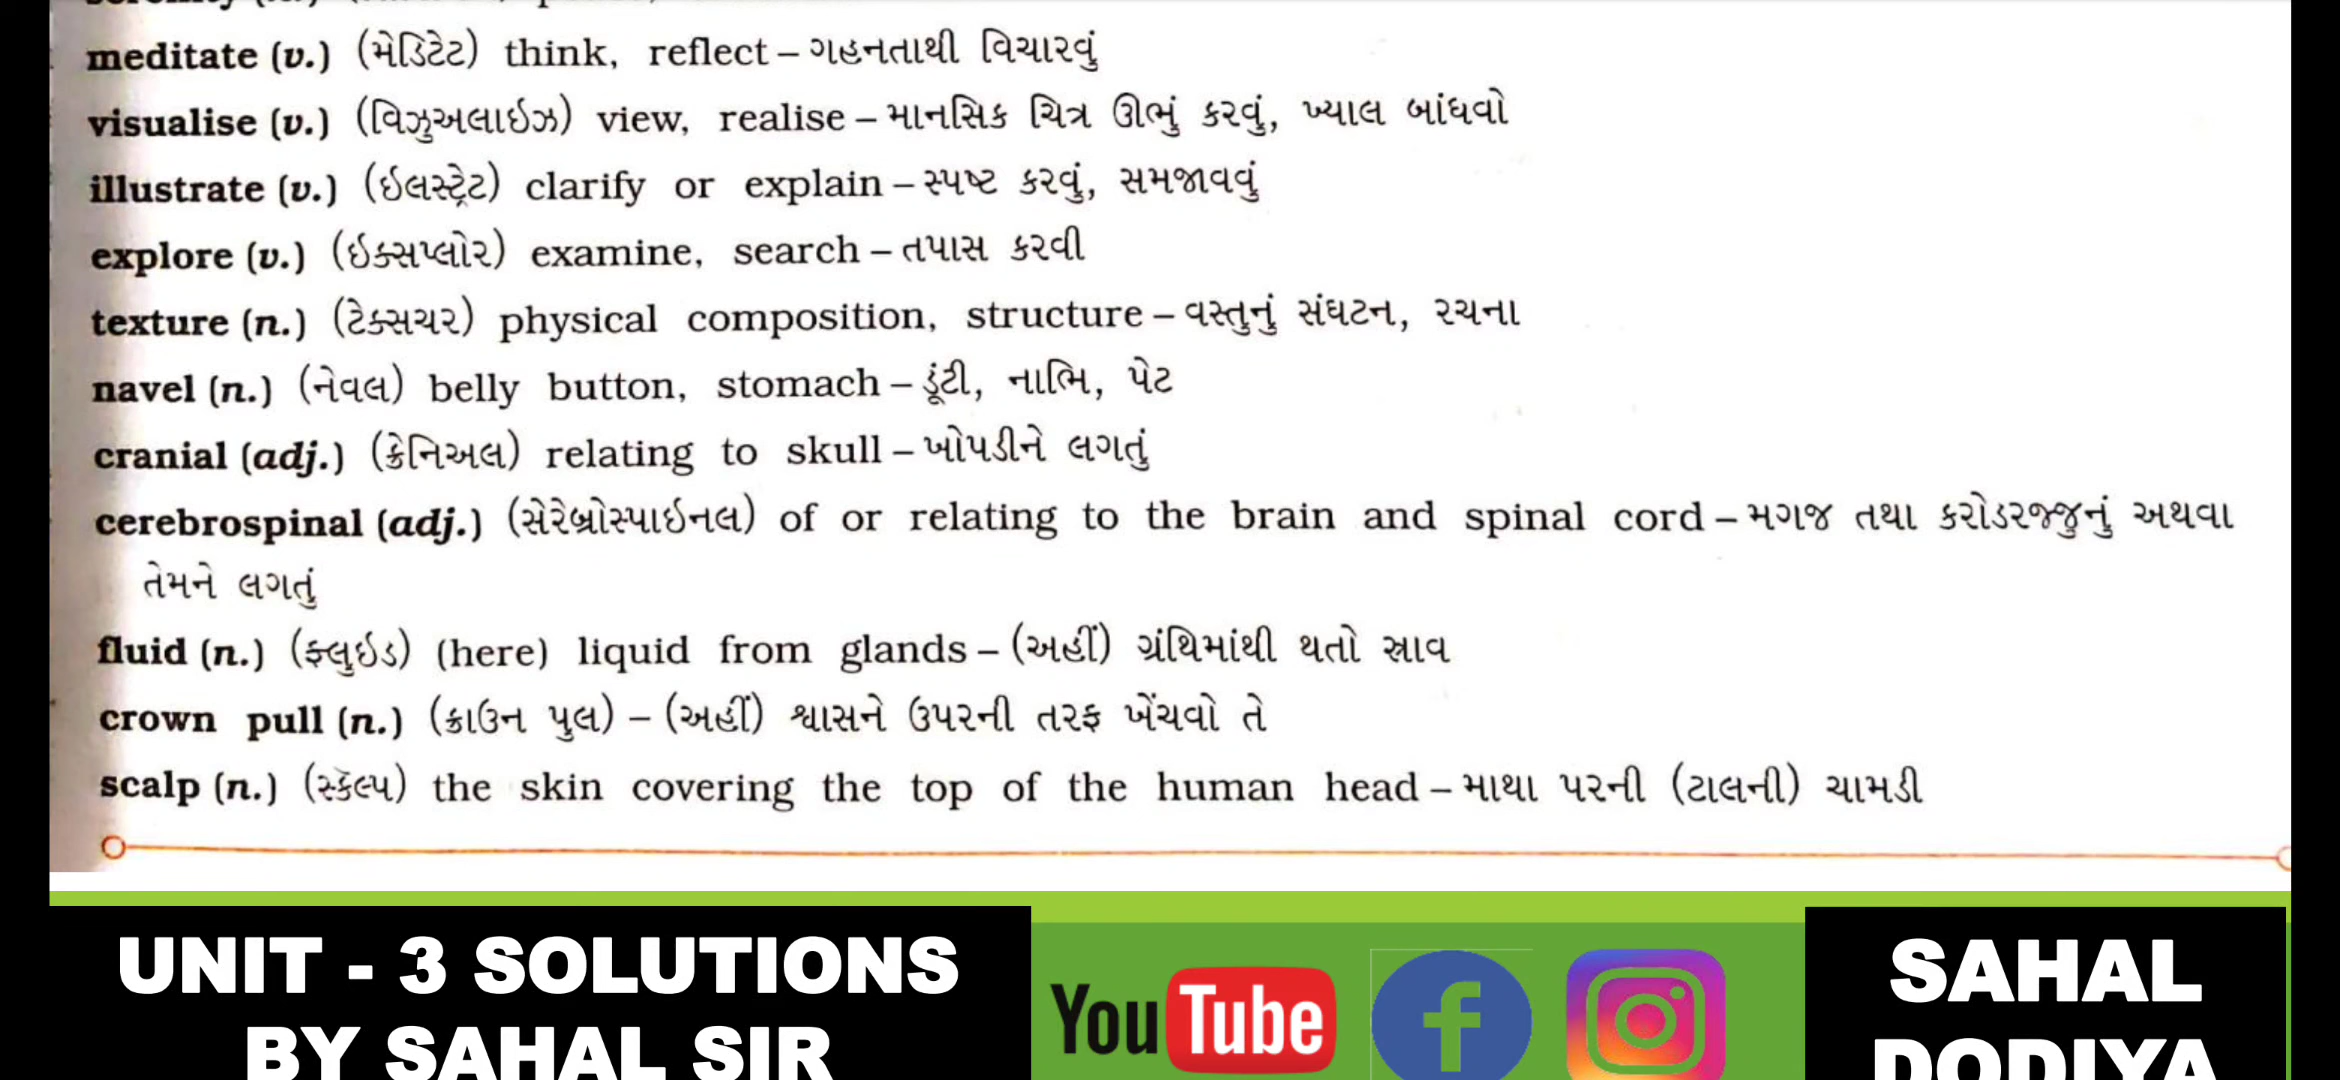 meditate (v.) (મેડિટેટ) think, reflect – ગહનતાથી વિચારવું
visualise (v.) (વિઝુઅલાઇઝ) view, realise – માનસિક ચિત્ર ઊભું કરવું, ખ્યાલ બાંધવો
illustrate (v.) (ઇલસ્ટ્રેટ) clarify or explain – સ્પષ્ટ કરવું, સમજાવવું
explore (v.) (ઇક્સપ્લોર) examine, search – તપાસ કરવી
texture (n.) (ટેક્સચર) physical composition, structure – વસ્તુનું સંઘટન, રચના
navel (n.) (નેવલ) belly button, stomach – ડૂંટી, નાભિ, પેટ
cranial (adj.) (ક્રેનિઅલ) relating to skull – ખોપડીને લગતું
cerebrospinal (adj.) (સેરેબ્રોસ્પાઇનલ) of or relating to the brain and spinal cord – મગજ તથા કરોડરજ્જુનું અથવા
તેમને લગતું
fluid (n.) (ફ્લુઇડ) (here) liquid from glands – (અહીં) ગ્રંથિમાંથી થતો સ્રાવ
crown pull (n.) (ક્રાઉન પુલ) – (અહીં) શ્વાસને ઉપરની તરફ ખેંચવો તે
scalp (n.) (સ્કૅલ્પ) the skin covering the top of the human head – માથા પરની (ટાલની) ચામડી
UNIT - 3 SOLUTIONS
BY SAHAL SIR
YouTube
f
SAHAL
DODIYA